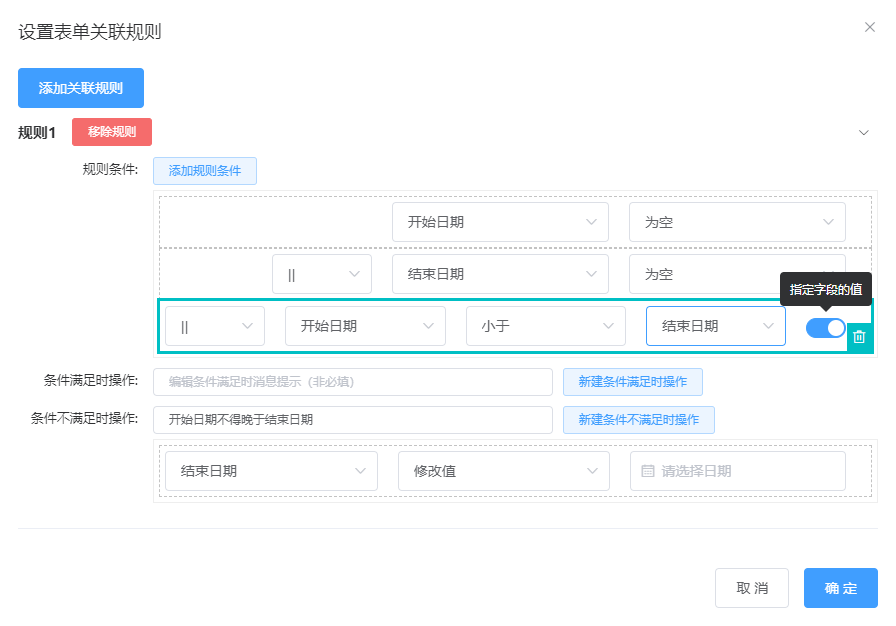 设置表单关联规则
添加关联规则
规则1 移除规则
规则条件: 添加规则条件
开始日期 为空
|| 结束日期 为空
指定字段的值
|| 开始日期 小于 结束日期
条件满足时操作: 编辑条件满足时消息提示（非必填） 新建条件满足时操作
条件不满足时操作: 开始日期不得晚于结束日期 新建条件不满足时操作
结束日期 修改值 请选择日期
取 消 确 定